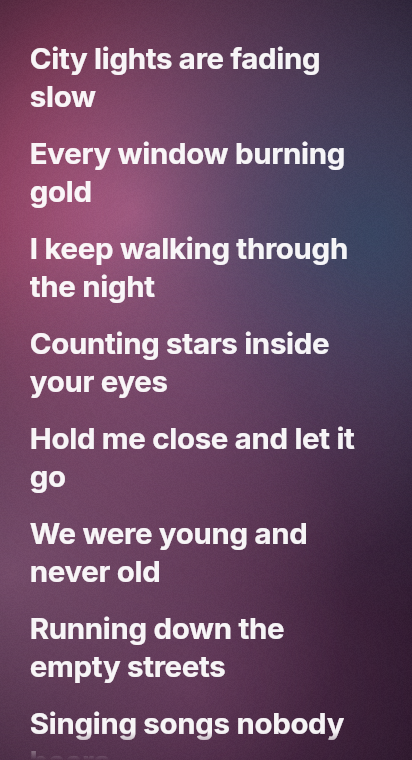 City lights are fading
slow
Every window burning
gold
I keep walking through
the night
Counting stars inside
your eyes
Hold me close and let it
go
We were young and
never old
Running down the
empty streets
Singing songs nobody